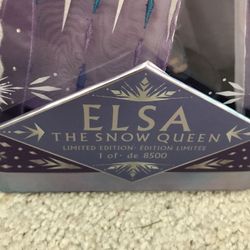 ELSA
THE SNOW QUEEN
LIMITED EDITION · EDITION LIMITÉE
1 of · de 8500